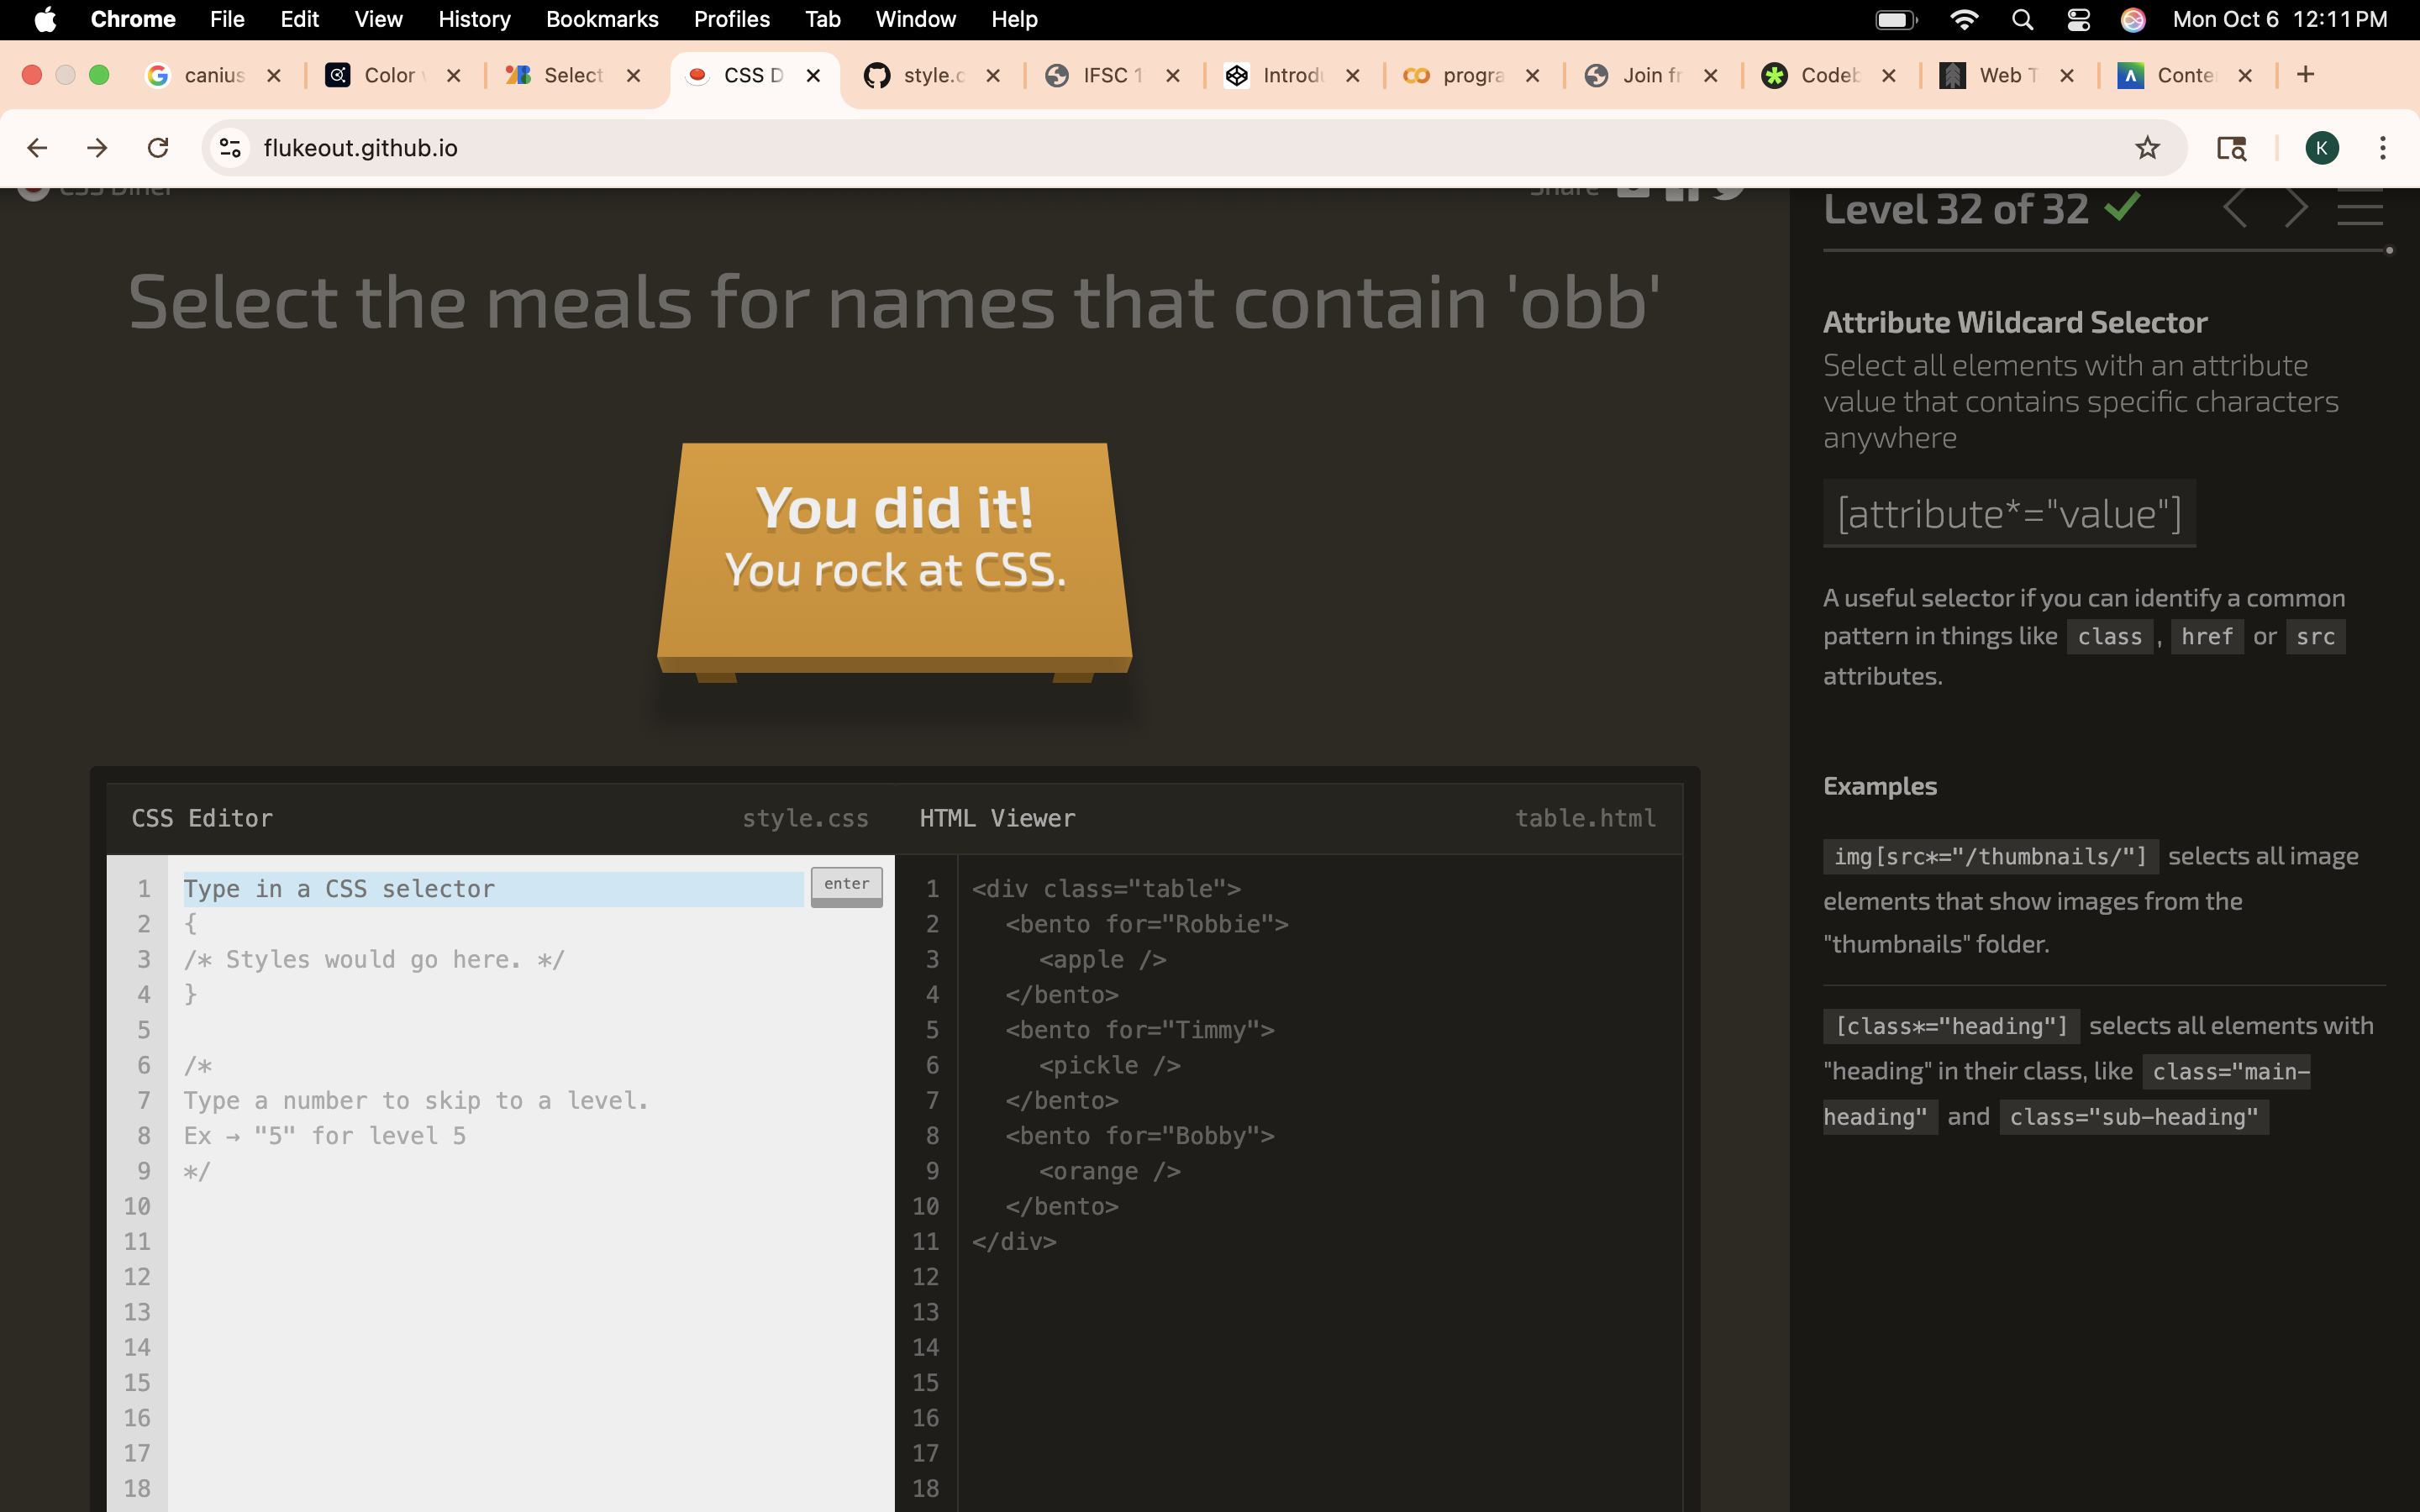 Chrome File Edit View History Bookmarks Profiles Tab Window Help Mon Oct 6 12:11 PM
canius Color Select CSS D style.c IFSC 1 Introdu progra Join fr Codeb Web T Conte
flukeout.github.io K
CSS Diner Share
Level 32 of 32
Select the meals for names that contain 'obb'
You did it!
You rock at CSS.
CSS Editor style.css
1 Type in a CSS selector enter
2 {
3 /* Styles would go here. */
4 }
5
6 /*
7 Type a number to skip to a level.
8 Ex → "5" for level 5
9 */
10
11
12
13
14
15
16
17
18
HTML Viewer table.html
1 <div class="table">
2 <bento for="Robbie">
3 <apple />
4 </bento>
5 <bento for="Timmy">
6 <pickle />
7 </bento>
8 <bento for="Bobby">
9 <orange />
10 </bento>
11 </div>
12
13
14
15
16
17
18
Attribute Wildcard Selector
Select all elements with an attribute
value that contains specific characters
anywhere
[attribute*="value"]
A useful selector if you can identify a common
pattern in things like class , href or src
attributes.
Examples
img[src*="/thumbnails/"] selects all image
elements that show images from the
"thumbnails" folder.
[class*="heading"] selects all elements with
"heading" in their class, like class="main-
heading" and class="sub-heading"